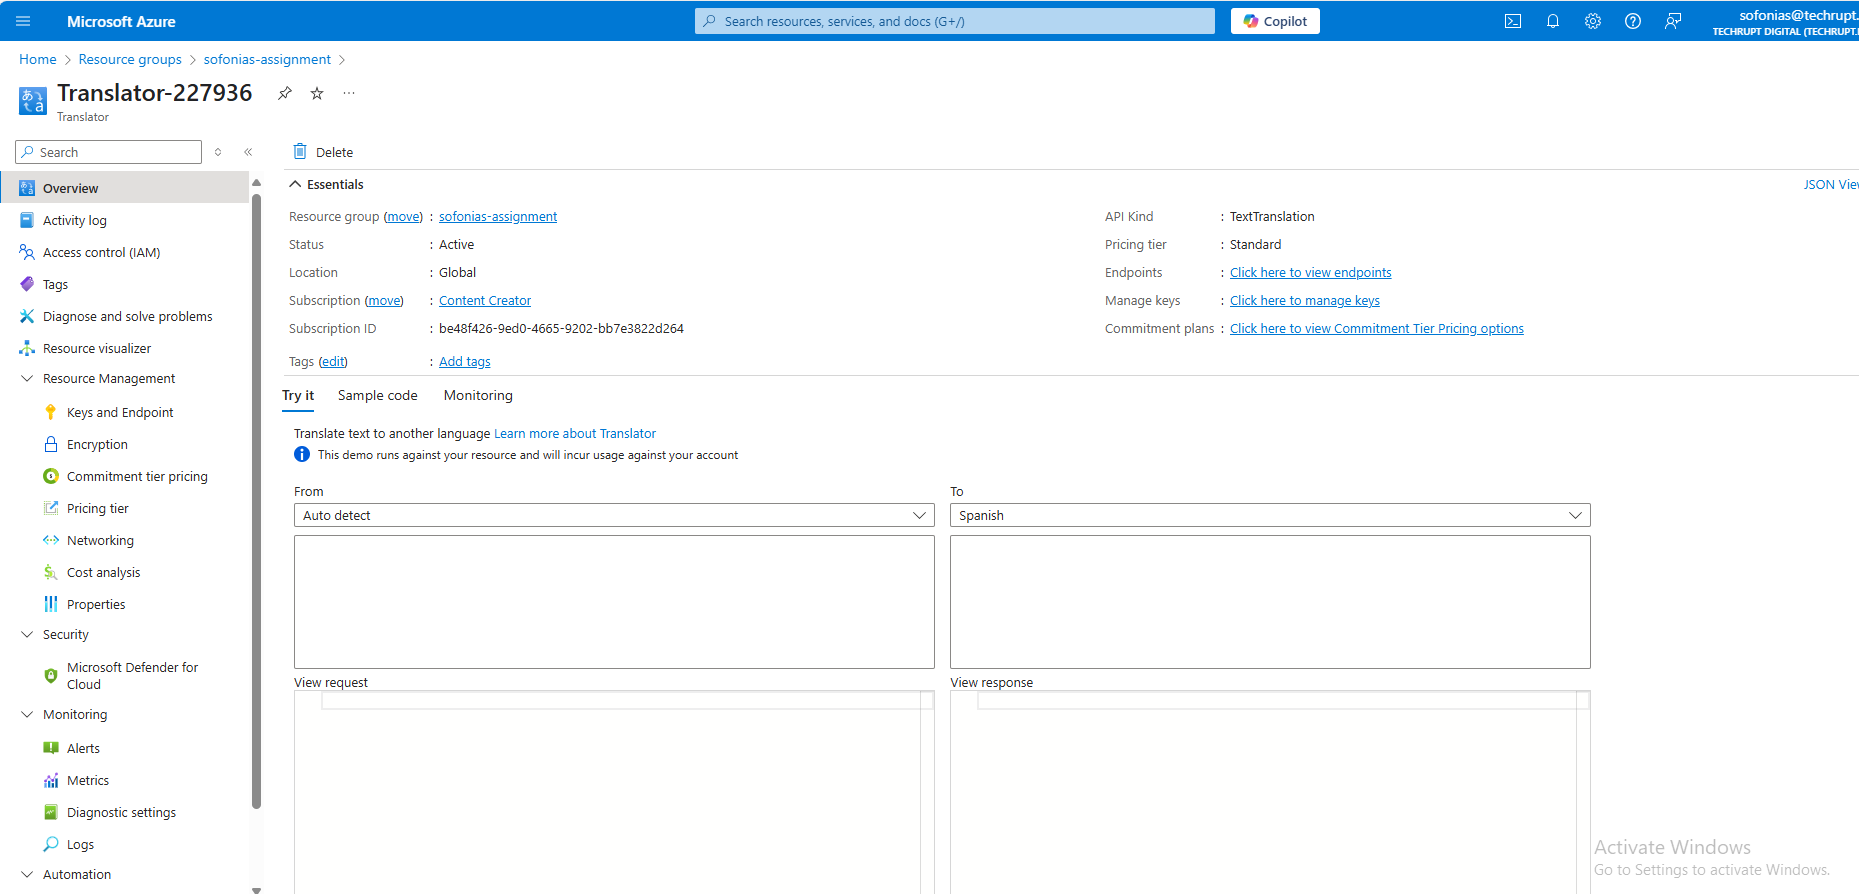 Microsoft Azure
Search resources, services, and docs (G+/)
Copilot
sofonias@techrupt.
TECHRUPT DIGITAL (TECHRUPT.
Home > Resource groups > sofonias-assignment >
Translator-227936
Translator
Search
Delete
Overview
Activity log
Access control (IAM)
Tags
Diagnose and solve problems
Resource visualizer
Resource Management
Keys and Endpoint
Encryption
Commitment tier pricing
Pricing tier
Networking
Cost analysis
Properties
Security
Microsoft Defender for
Cloud
Monitoring
Alerts
Metrics
Diagnostic settings
Logs
Automation
Essentials
JSON Vie
Resource group (move) : sofonias-assignment
Status : Active
Location : Global
Subscription (move) : Content Creator
Subscription ID : be48f426-9ed0-4665-9202-bb7e3822d264
Tags (edit) : Add tags
API Kind : TextTranslation
Pricing tier : Standard
Endpoints : Click here to view endpoints
Manage keys : Click here to manage keys
Commitment plans : Click here to view Commitment Tier Pricing options
Try it Sample code Monitoring
Translate text to another language Learn more about Translator
This demo runs against your resource and will incur usage against your account
From
Auto detect
To
Spanish
View request
View response
Activate Windows
Go to Settings to activate Windows.